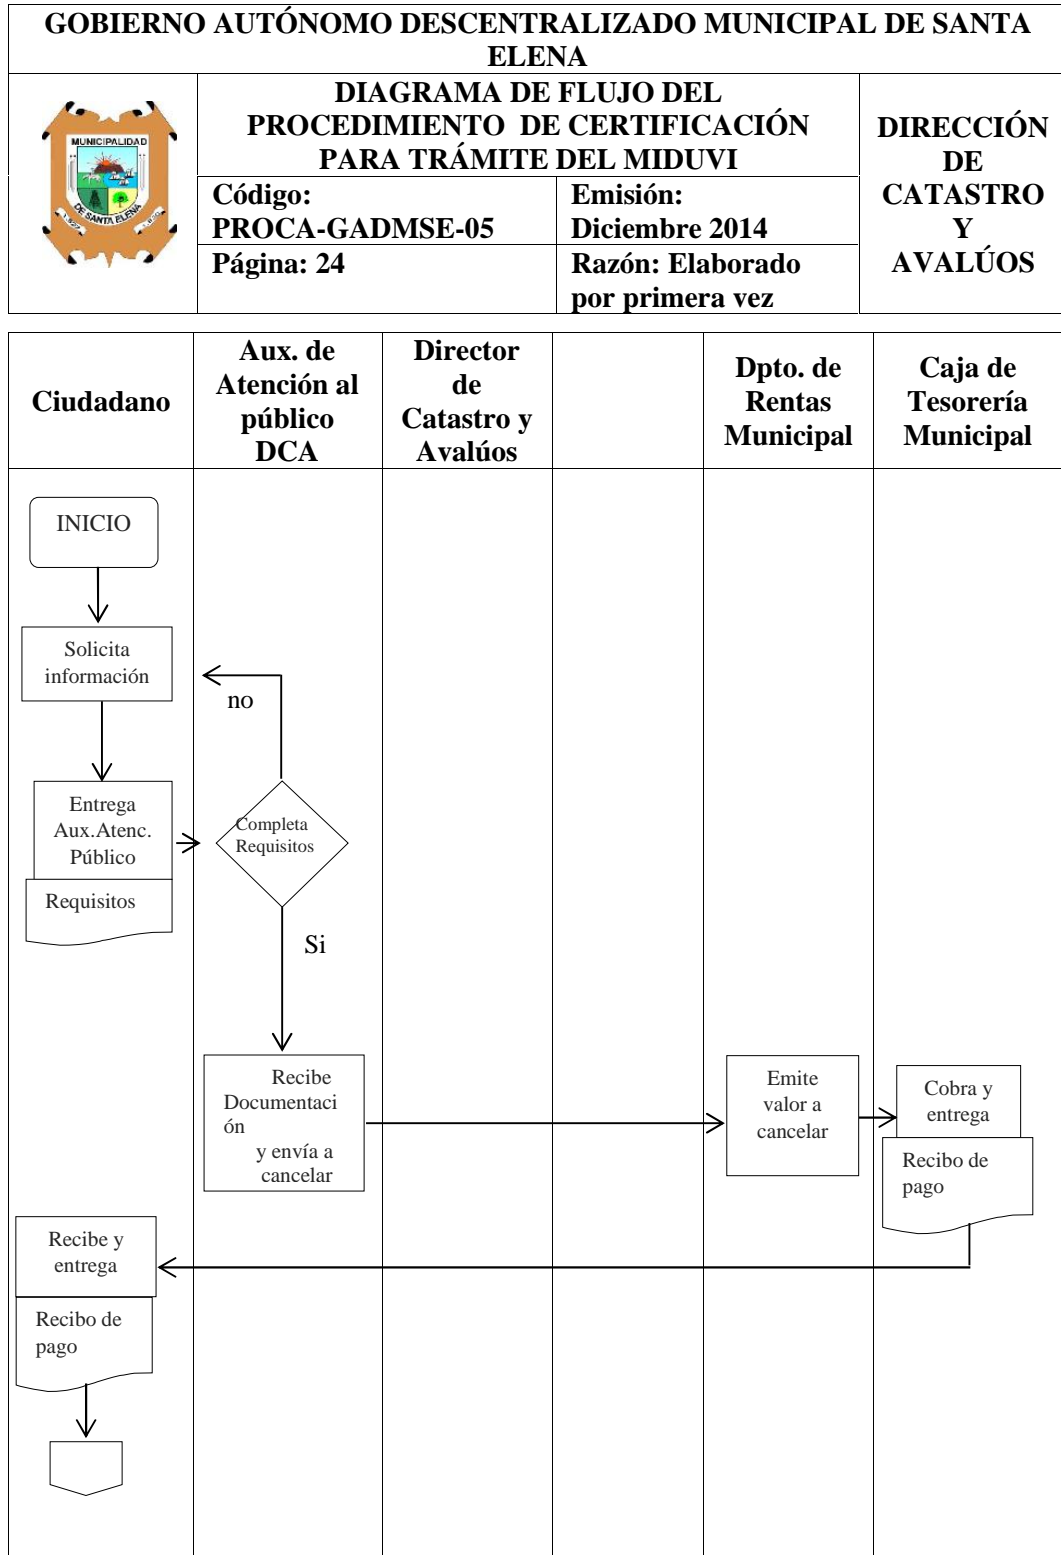 GOBIERNO AUTÓNOMO DESCENTRALIZADO MUNICIPAL DE SANTA
ELENA
MUNICIPALIDAD
DE SANTA ELENA
DIAGRAMA DE FLUJO DEL
PROCEDIMIENTO DE CERTIFICACIÓN
PARA TRÁMITE DEL MIDUVI
Código:
PROCA-GADMSE-05
Emisión:
Diciembre 2014
Página: 24
Razón: Elaborado
por primera vez
DIRECCIÓN
DE
CATASTRO
Y
AVALÚOS
Ciudadano
Aux. de
Atención al
público
DCA
Director
de
Catastro y
Avalúos
Dpto. de
Rentas
Municipal
Caja de
Tesorería
Municipal
INICIO
Solicita
información
no
Entrega
Aux.Atenc.
Público
Requisitos
Completa
Requisitos
Si
Recibe
Documentaci
ón
y envía a
cancelar
Emite
valor a
cancelar
Cobra y
entrega
Recibo de
pago
Recibe y
entrega
Recibo de
pago